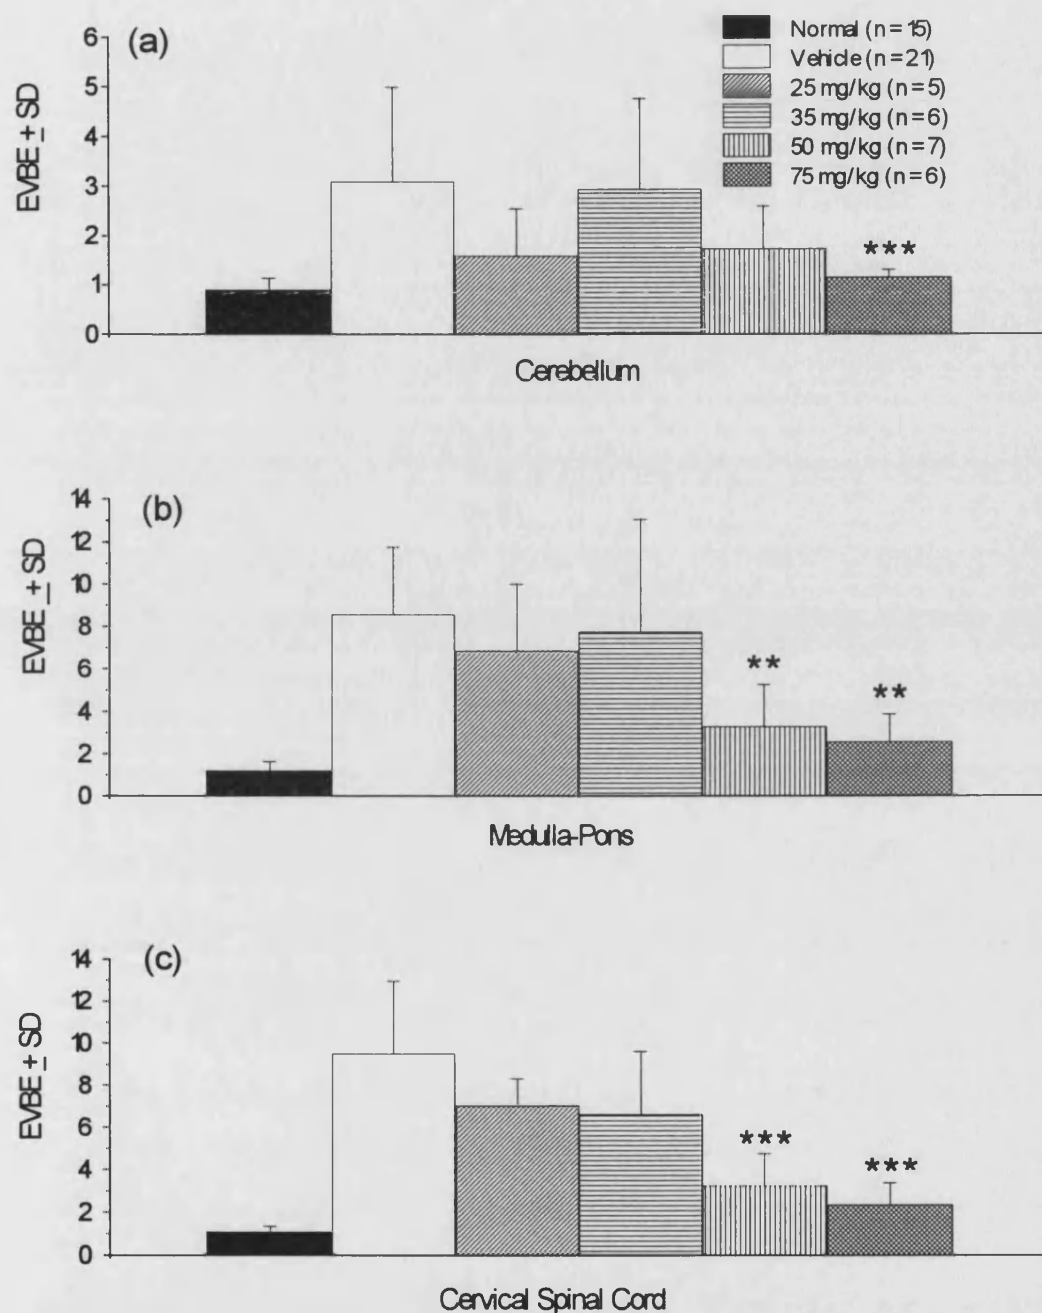 (a)
Normal (n=15)
Vehicle (n=21)
25 mg/kg (n=5)
35 mg/kg (n=6)
50 mg/kg (n=7)
75 mg/kg (n=6)
EVBE ± SD
6
5
4
3
2
1
0
***
Cerebellum
(b)
EVBE ± SD
14
12
10
8
6
4
2
0
**
**
Medulla-Pons
(c)
EVBE ± SD
14
12
10
8
6
4
2
0
***
***
Cervical Spinal Cord